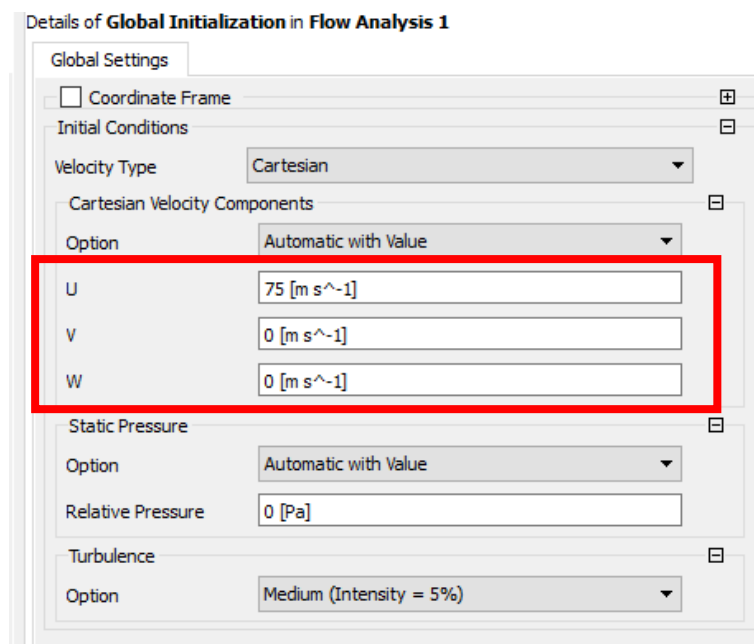 Details of Global Initialization in Flow Analysis 1
Global Settings
Coordinate Frame
Initial Conditions
Velocity Type Cartesian
Cartesian Velocity Components
Option Automatic with Value
U 75 [m s^-1]
V 0 [m s^-1]
W 0 [m s^-1]
Static Pressure
Option Automatic with Value
Relative Pressure 0 [Pa]
Turbulence
Option Medium (Intensity = 5%)